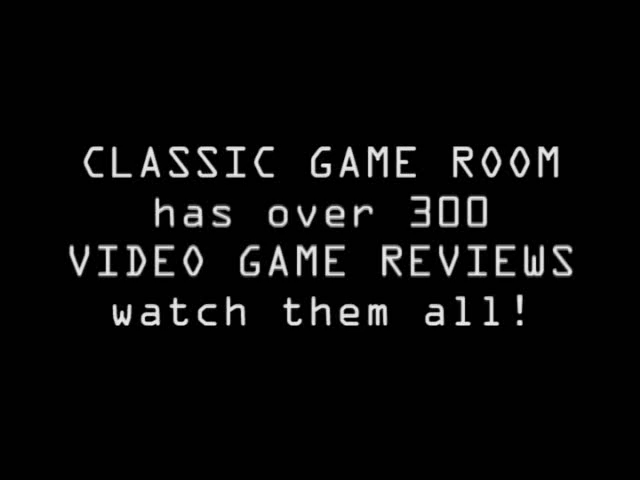 CLASSIC GAME ROOM
has over 300
VIDEO GAME REVIEWS
watch them all!